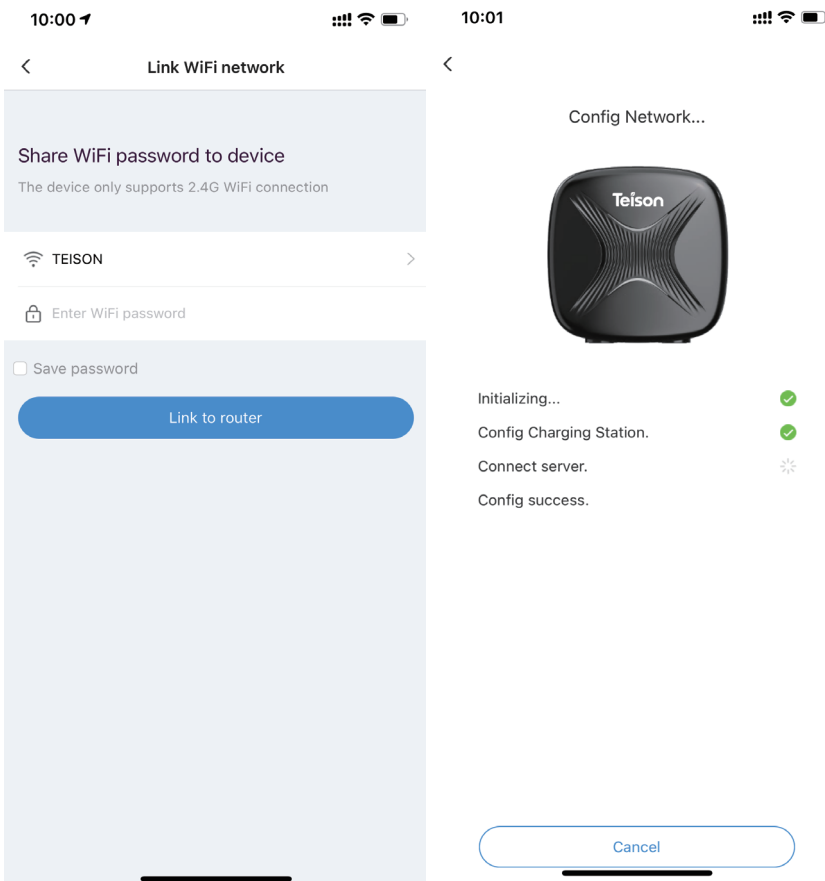 10:00
Link WiFi network
Share WiFi password to device
The device only supports 2.4G WiFi connection
TEISON
Enter WiFi password
Save password
Link to router
10:01
Config Network...
Teison
Initializing...
Config Charging Station.
Connect server.
Config success.
Cancel